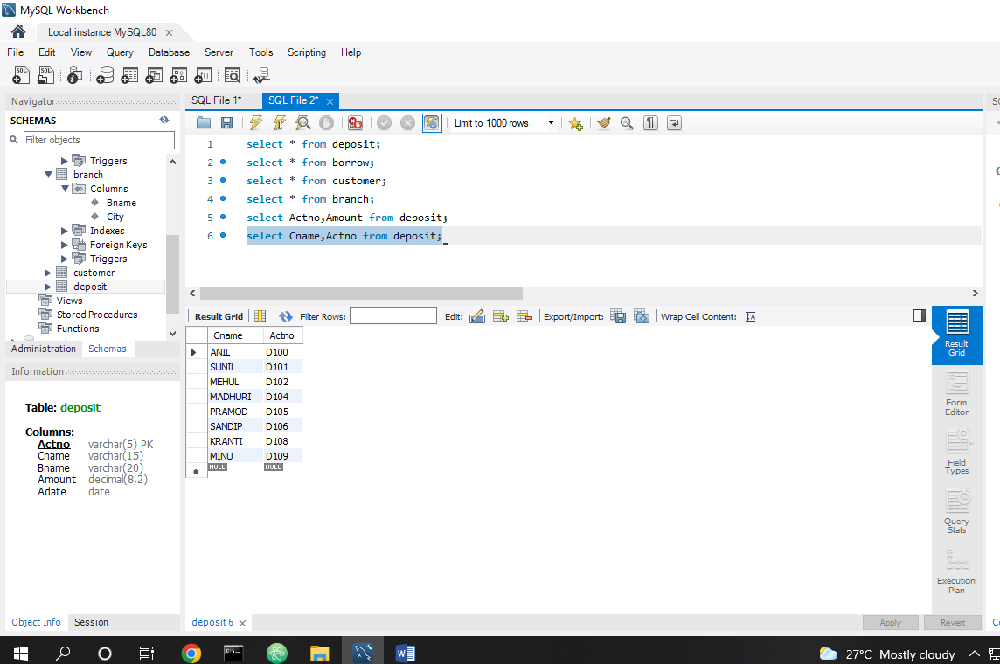 MySQL Workbench
Local instance MySQL80
File Edit View Query Database Server Tools Scripting Help
Navigator
SCHEMAS
Filter objects
Triggers
branch
Columns
Bname
City
Indexes
Foreign Keys
Triggers
customer
deposit
Views
Stored Procedures
Functions
Administration Schemas
Information
Table: deposit
Columns:
Actno varchar(5) PK
Cname varchar(15)
Bname varchar(20)
Amount decimal(8,2)
Adate date
Object Info Session
SQL File 1* SQL File 2*
Limit to 1000 rows
1 select * from deposit;
2 select * from borrow;
3 select * from customer;
4 select * from branch;
5 select Actno,Amount from deposit;
6 select Cname,Actno from deposit;
Result Grid Filter Rows: Edit: Export/Import: Wrap Cell Content:
Cname Actno
ANIL D100
SUNIL D101
MEHUL D102
MADHURI D104
PRAMOD D105
SANDIP D106
KRANTI D108
MINU D109
NULL NULL
Result
Grid
Form
Editor
Field
Types
Query
Stats
Execution
Plan
deposit 6
Apply Revert
27°C Mostly cloudy